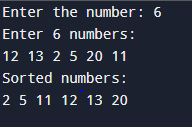 Enter the number: 6
Enter 6 numbers:
12 13 2 5 20 11
Sorted numbers:
2 5 11 12 13 20